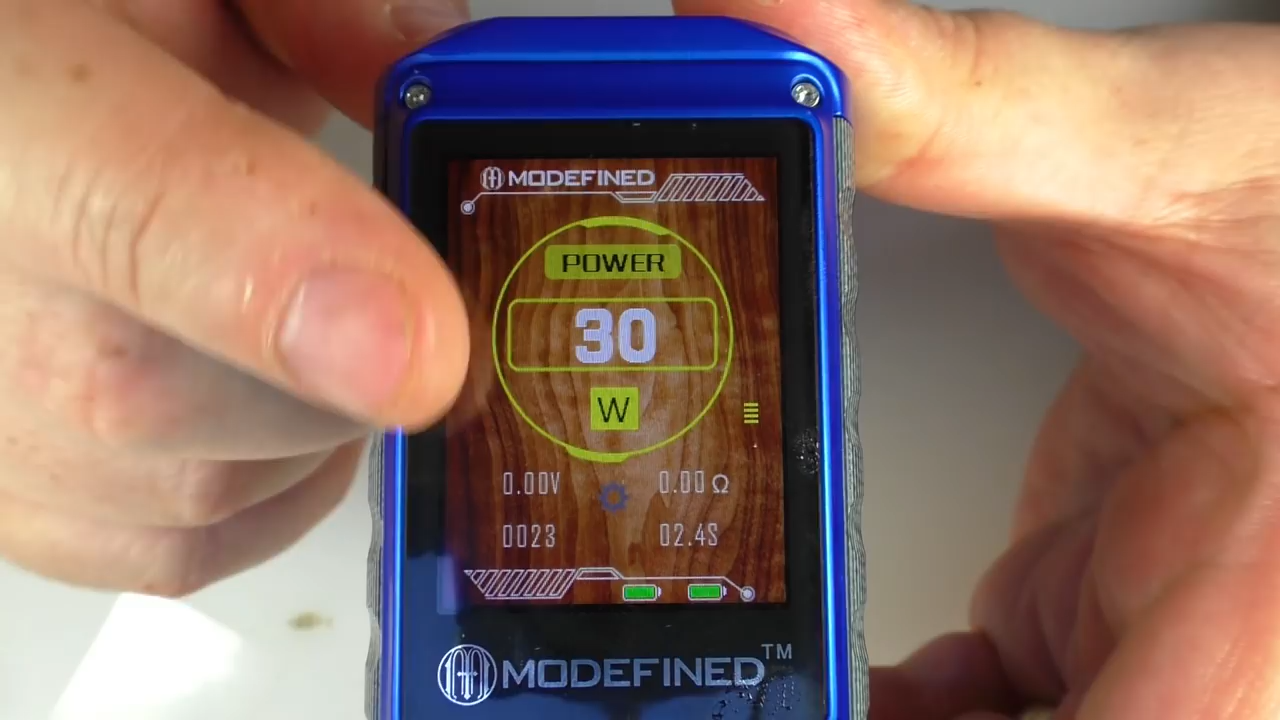 MODEFINED
POWER
30
W
0.00V 0.00Ω
0023 02.4S
MODEFINED™